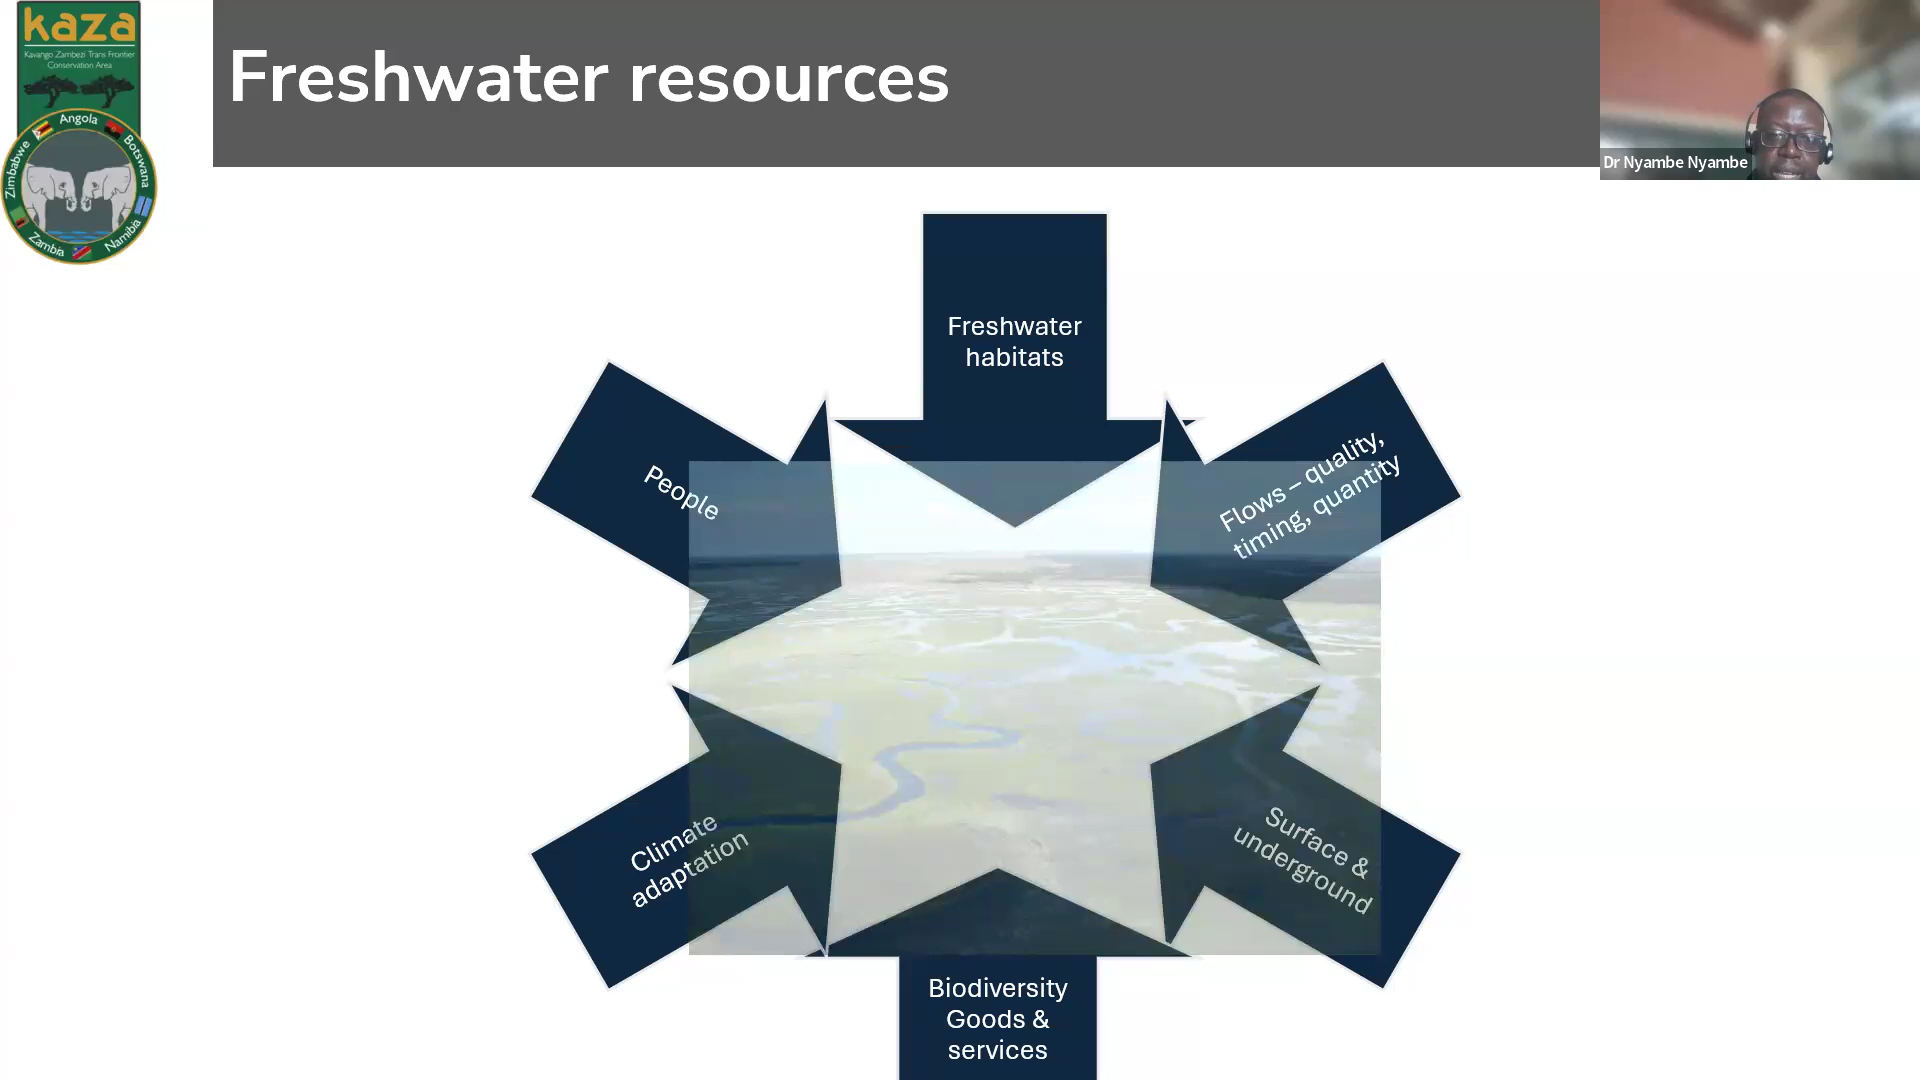 kaza
Kavango Zambezi Trans Frontier
Conservation Area
Angola
Botswana
Namibia
Zambia
Zimbabwe
Freshwater resources
Dr Nyambe Nyambe
Freshwater
habitats
People
Flows – quality,
timing, quantity
Climate
adaptation
Surface &
underground
Biodiversity
Goods &
services